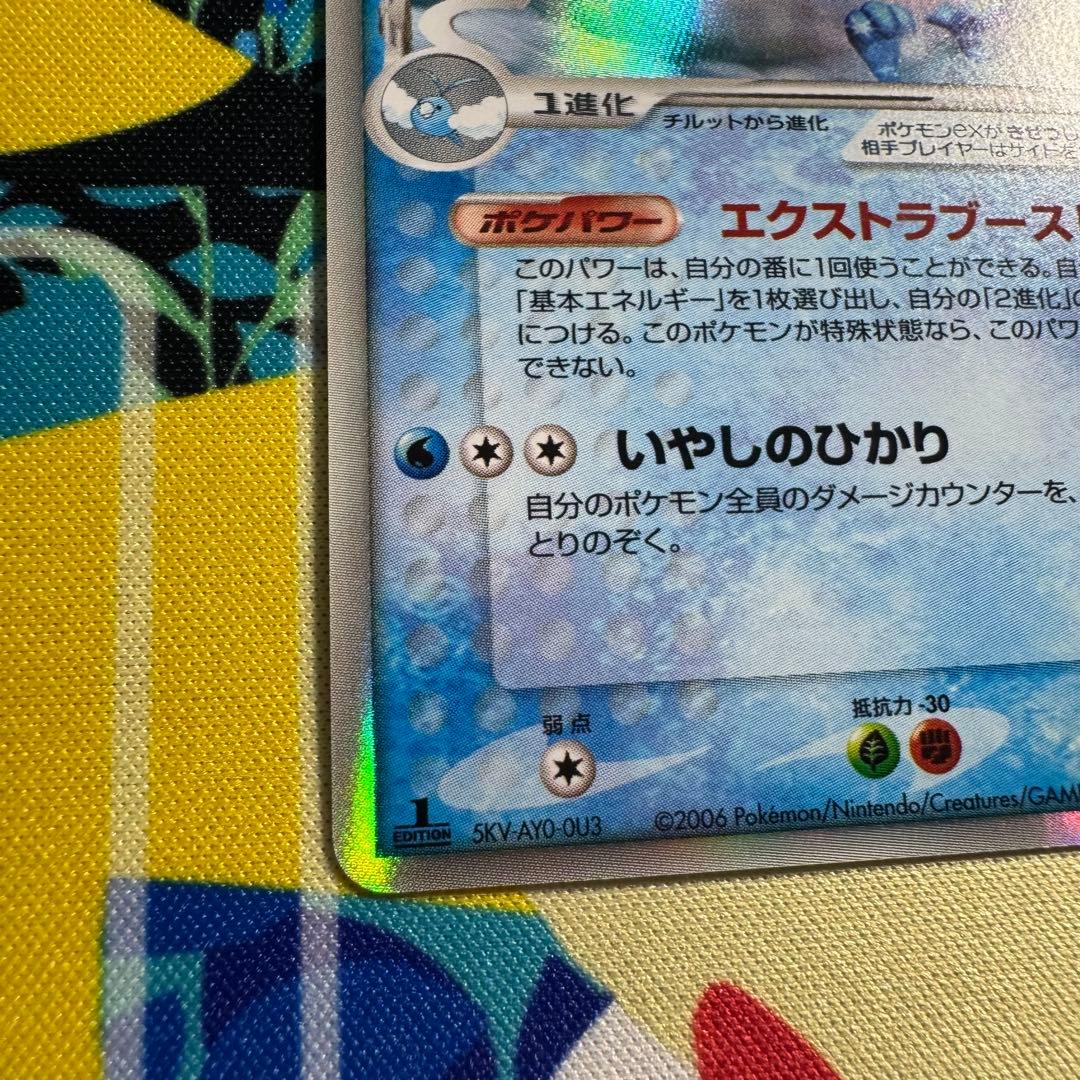 1進化
チルットから進化
ポケモンexがきぜつし
相手プレイヤーはサイドを
ポケパワー エクストラブース
このパワーは、自分の番に1回使うことができる。自
「基本エネルギー」を1枚選び出し、自分の「2進化」の
につける。このポケモンが特殊状態なら、このパワ
できない。
いやしのひかり
自分のポケモン全員のダメージカウンターを、
とりのぞく。
弱点
抵抗力 -30
1
EDITION
5KV-AY0-0U3
©2006 Pokémon/Nintendo/Creatures/GAM